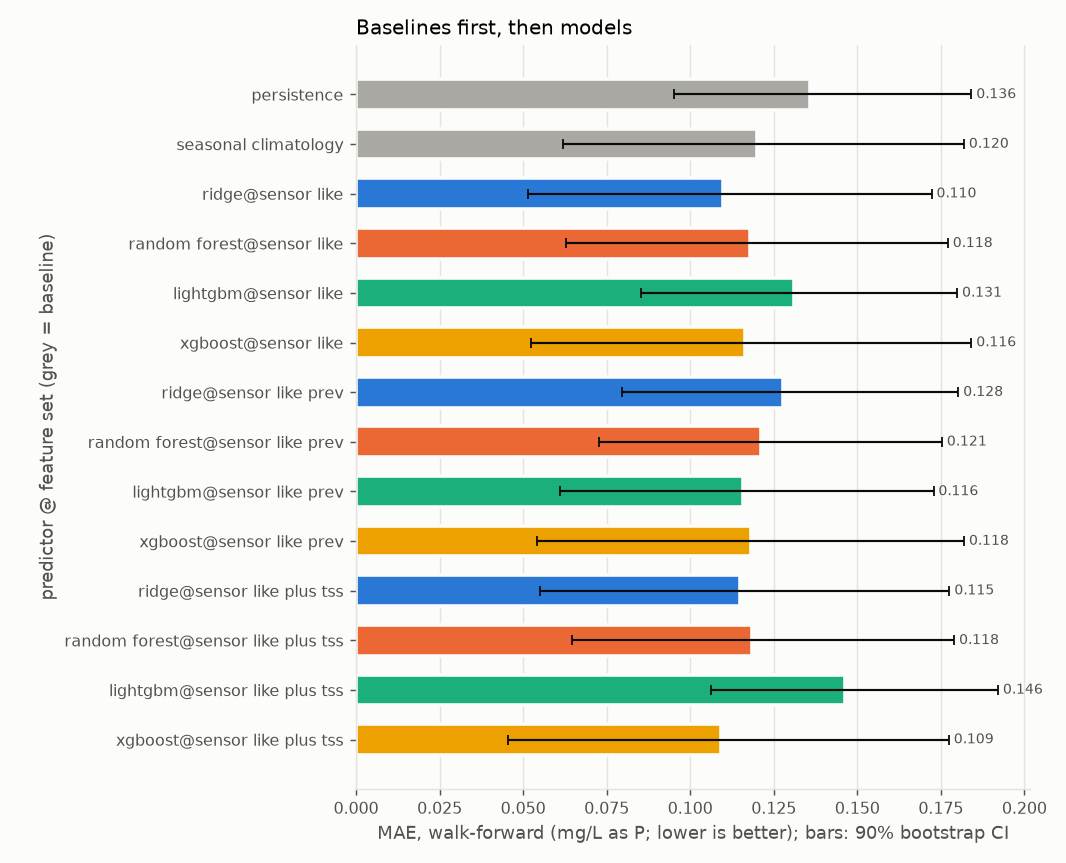 Baselines first, then models
predictor @ feature set (grey = baseline)
persistence 0.136
seasonal climatology 0.120
ridge@sensor like 0.110
random forest@sensor like 0.118
lightgbm@sensor like 0.131
xgboost@sensor like 0.116
ridge@sensor like prev 0.128
random forest@sensor like prev 0.121
lightgbm@sensor like prev 0.116
xgboost@sensor like prev 0.118
ridge@sensor like plus tss 0.115
random forest@sensor like plus tss 0.118
lightgbm@sensor like plus tss 0.146
xgboost@sensor like plus tss 0.109
0.000 0.025 0.050 0.075 0.100 0.125 0.150 0.175 0.200
MAE, walk-forward (mg/L as P; lower is better); bars: 90% bootstrap CI